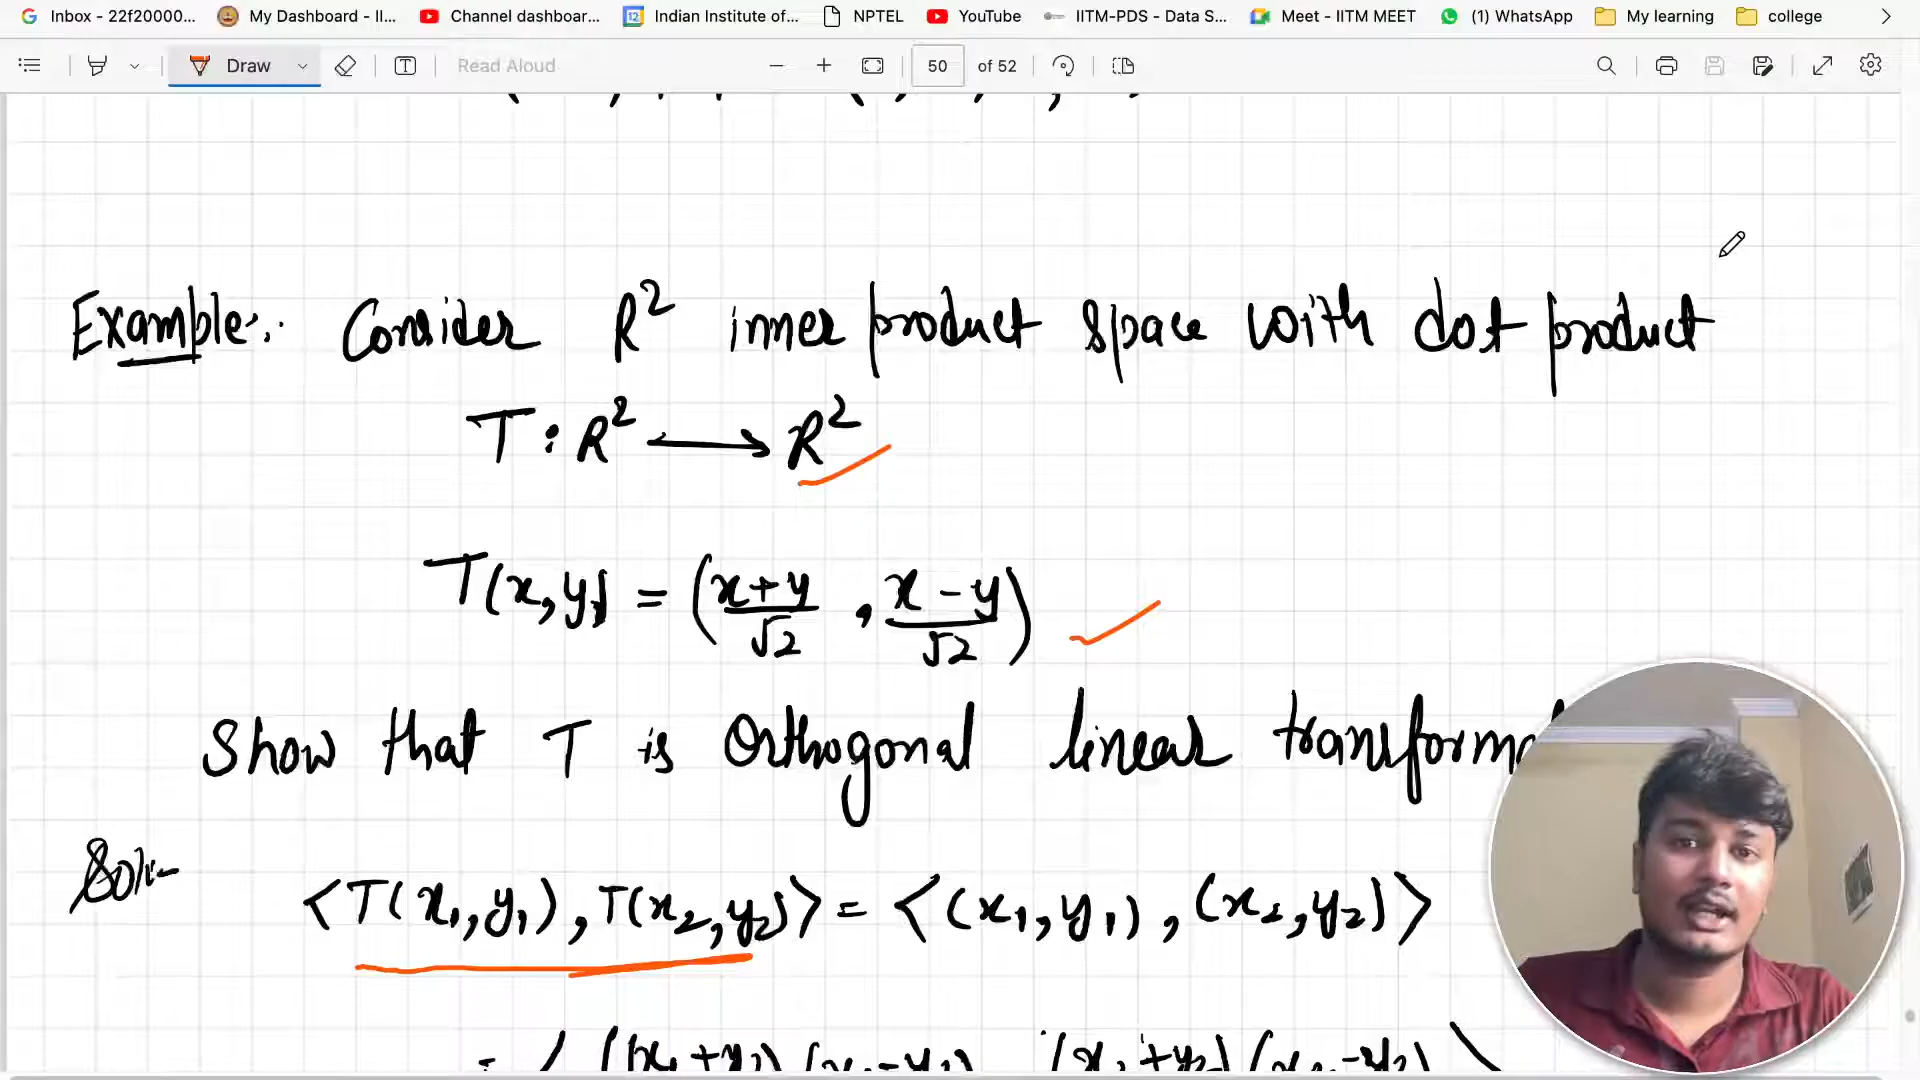 Inbox - 22f20000... My Dashboard - II... Channel dashboar... Indian Institute of... NPTEL YouTube IITM-PDS - Data S... Meet - IITM MEET (1) WhatsApp My learning college
Draw Read Aloud 50 of 52
Example:. Consider R² inner product space with dot product
T : R² ⟶ R²
T(x,y) = (x+y/√2 , x-y/√2)
Show that T is Orthogonal linear
Soln-
<T(x₁,y₁), T(x₂,y₂)> = <(x₁,y₁), (x₂,y₂)>